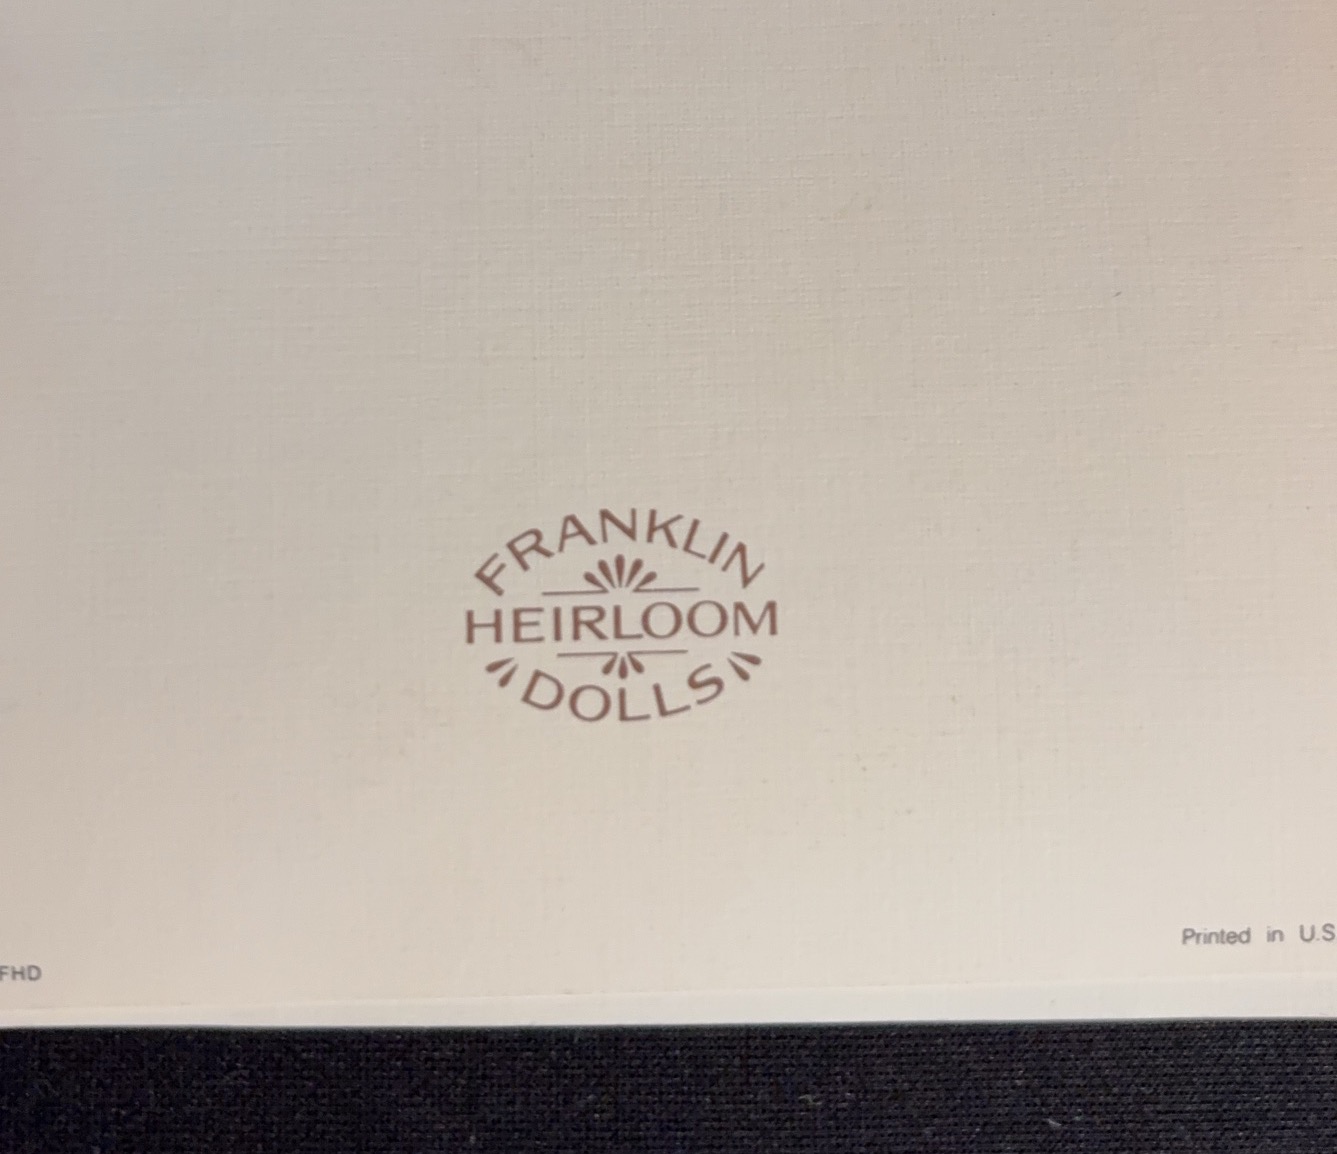 FRANKLIN
HEIRLOOM
DOLLS
Printed in U.S
FHD